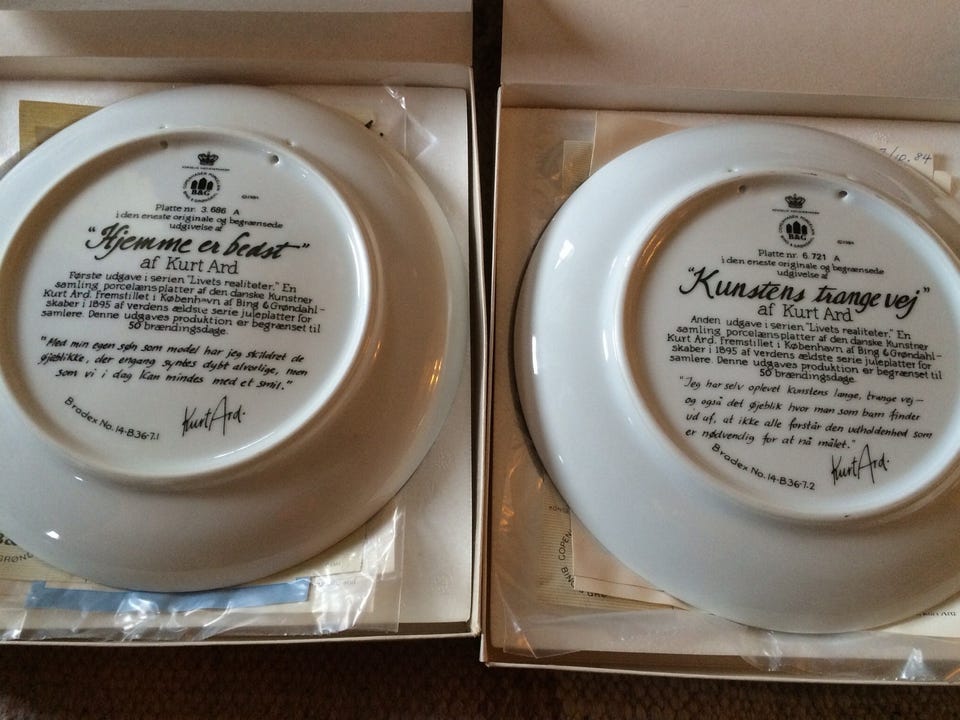 B&G
Platte nr. 3.686 A
i den eneste originale og begrænsede
udgivelse af
"Hjemme er bedst"
af Kurt Ard
Første udgave i serien "Livets realiteter." En
samling porcelænsplatter af den danske Kunstner
Kurt Ard. Fremstillet i København af Bing & Grøndahl-
skaber i 1895 af verdens ældste serie juleplatter for
samlere. Denne udgaves produktion er begrænset til
50 brændingsdage.
"Med min egen søn som model har jeg skildret de
øjeblikke, der engang syntes dybt alvorlige, men
som vi i dag kan mindes med et smil."
Kurt Ard.
Bradex No. 14-B36-7.1
7/10.84
B&G
Platte nr. 6.721 A
i den eneste originale og begrænsede
udgivelse af
"Kunstens trange vej"
af Kurt Ard
Anden udgave i serien "Livets realiteter." En
samling porcelænsplatter af den danske Kunstner
Kurt Ard. Fremstillet i København af Bing & Grøndahl-
skaber i 1895 af verdens ældste serie juleplatter for
samlere. Denne udgaves produktion er begrænset til
50 brændingsdage.
"Jeg har selv oplevet kunstens lange, trange vej-
og også det øjeblik hvor man som barn finder
ud af, at ikke alle forstår den udholdenhed som
er nødvendig for at nå målet."
Kurt Ard.
Bradex No. 14-B36-7.2